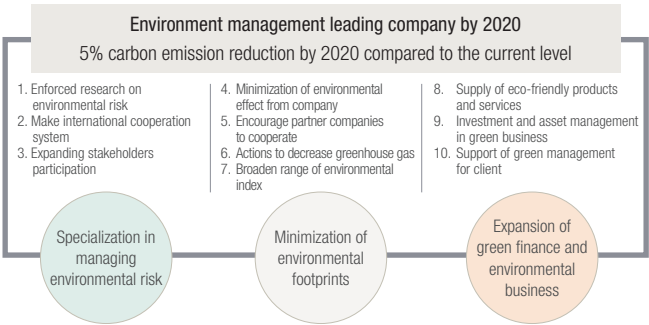 Environment management leading company by 2020
5% carbon emission reduction by 2020 compared to the current level
1. Enforced research on
environmental risk
2. Make international cooperation
system
3. Expanding stakeholders
participation
4. Minimization of environmental
effect from company
5. Encourage partner companies
to cooperate
6. Actions to decrease greenhouse gas
7. Broaden range of environmental
index
8. Supply of eco-friendly products
and services
9. Investment and asset management
in green business
10. Support of green management
for client
Specialization in
managing
environmental risk
Minimization of
environmental
footprints
Expansion of
green finance and
environmental
business